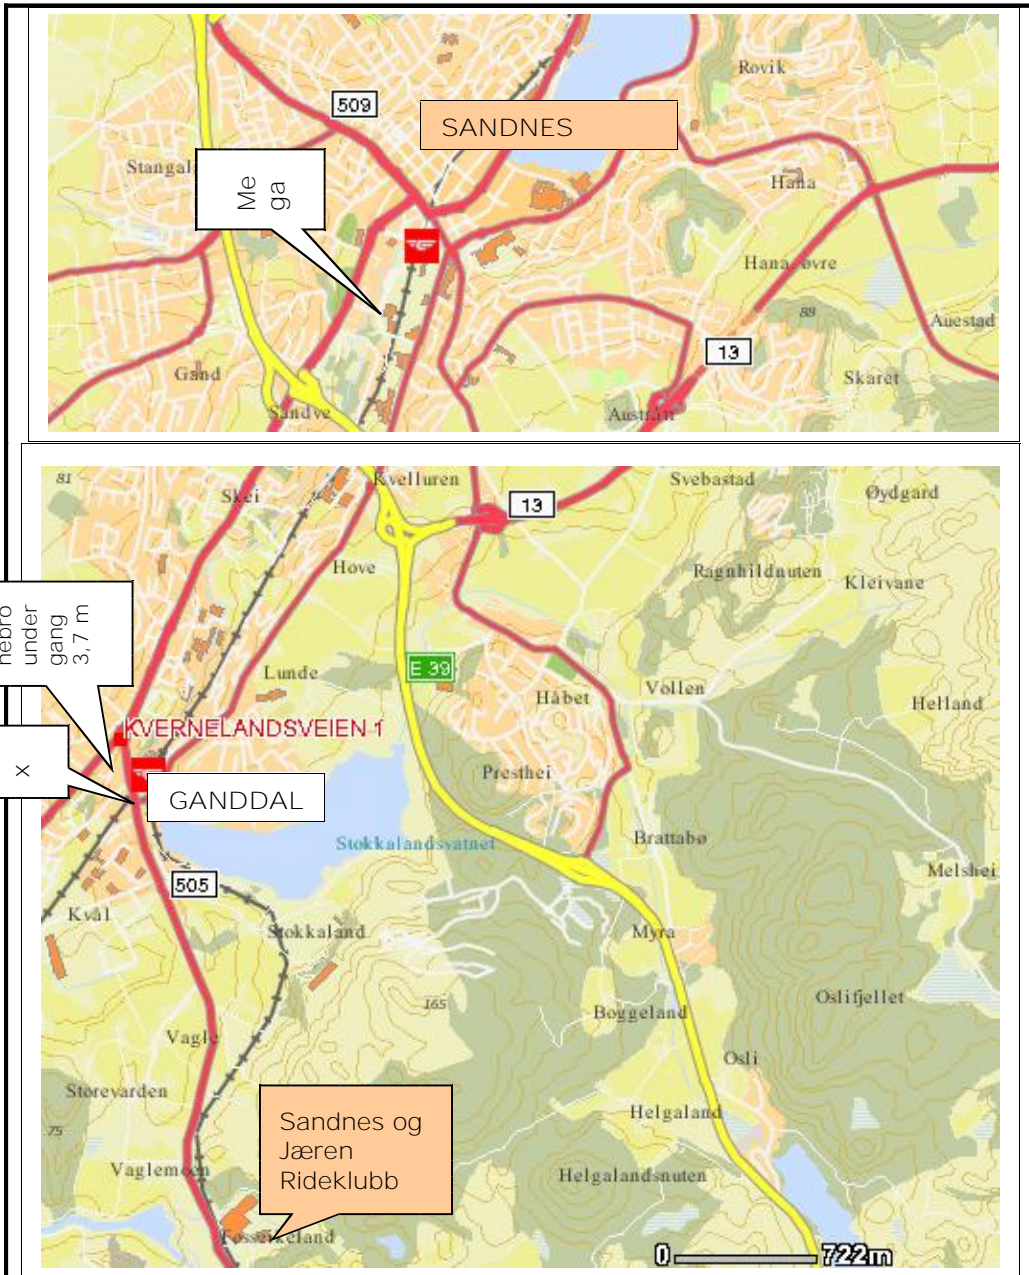 Rovik
509
SANDNES
Stangal
Me
ga
Hana
Hana øvre
88
Auestad
13
Gand
Skaret
Sandve
Austrått
81
Kvelluren
Svebastad
Skei
13
Øydgard
Hove
Ragnhildnuten
Kleivane
nebro
under
gang
3,7 m
Lunde
E 39
Håbet
Vollen
Helland
KVERNELANDSVEIEN 1
x
GANDDAL
Presthei
Stokkalandsvatnet
Brattabø
505
Melshei
Kvål
Stokkaland
Myra
165
Oslifjellet
Boggeland
Vagle
Osli
Storevarden
Helgaland
75
Sandnes og
Jæren
Rideklubb
Vaglemoen
Helgalandsnuten
Fosseikeland
0 722m